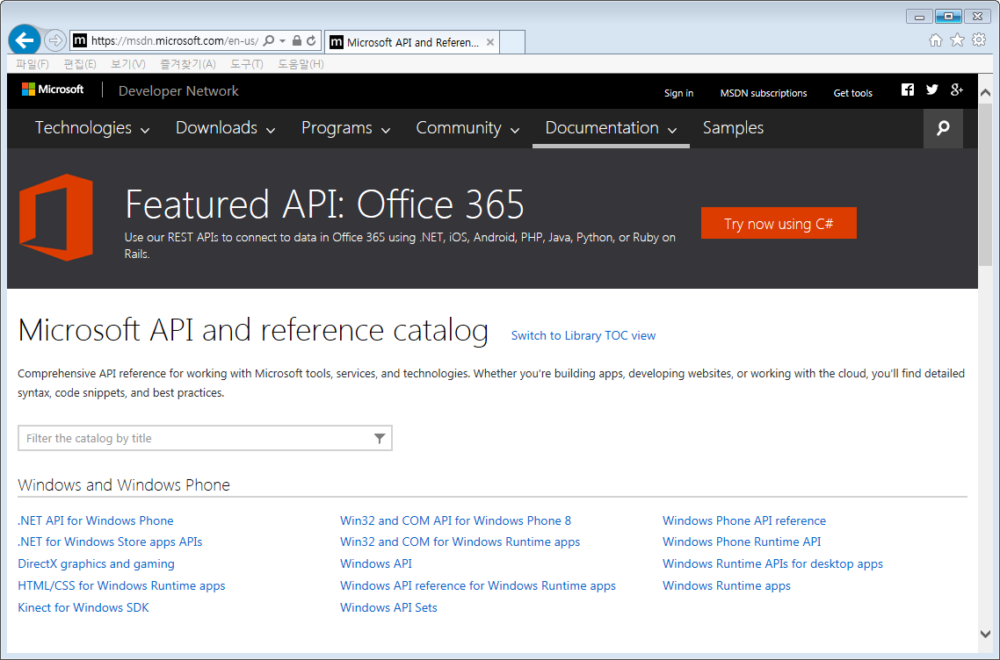 m https://msdn.microsoft.com/en-us/
m Microsoft API and Referen...
파일(F) 편집(E) 보기(V) 즐겨찾기(A) 도구(T) 도움말(H)
Microsoft Developer Network
Sign in MSDN subscriptions Get tools
Technologies Downloads Programs Community Documentation Samples
Featured API: Office 365
Use our REST APIs to connect to data in Office 365 using .NET, iOS, Android, PHP, Java, Python, or Ruby on
Rails.
Try now using C#
Microsoft API and reference catalog Switch to Library TOC view
Comprehensive API reference for working with Microsoft tools, services, and technologies. Whether you're building apps, developing websites, or working with the cloud, you'll find detailed
syntax, code snippets, and best practices.
Filter the catalog by title
Windows and Windows Phone
.NET API for Windows Phone
.NET for Windows Store apps APIs
DirectX graphics and gaming
HTML/CSS for Windows Runtime apps
Kinect for Windows SDK
Win32 and COM API for Windows Phone 8
Win32 and COM for Windows Runtime apps
Windows API
Windows API reference for Windows Runtime apps
Windows API Sets
Windows Phone API reference
Windows Phone Runtime API
Windows Runtime APIs for desktop apps
Windows Runtime apps